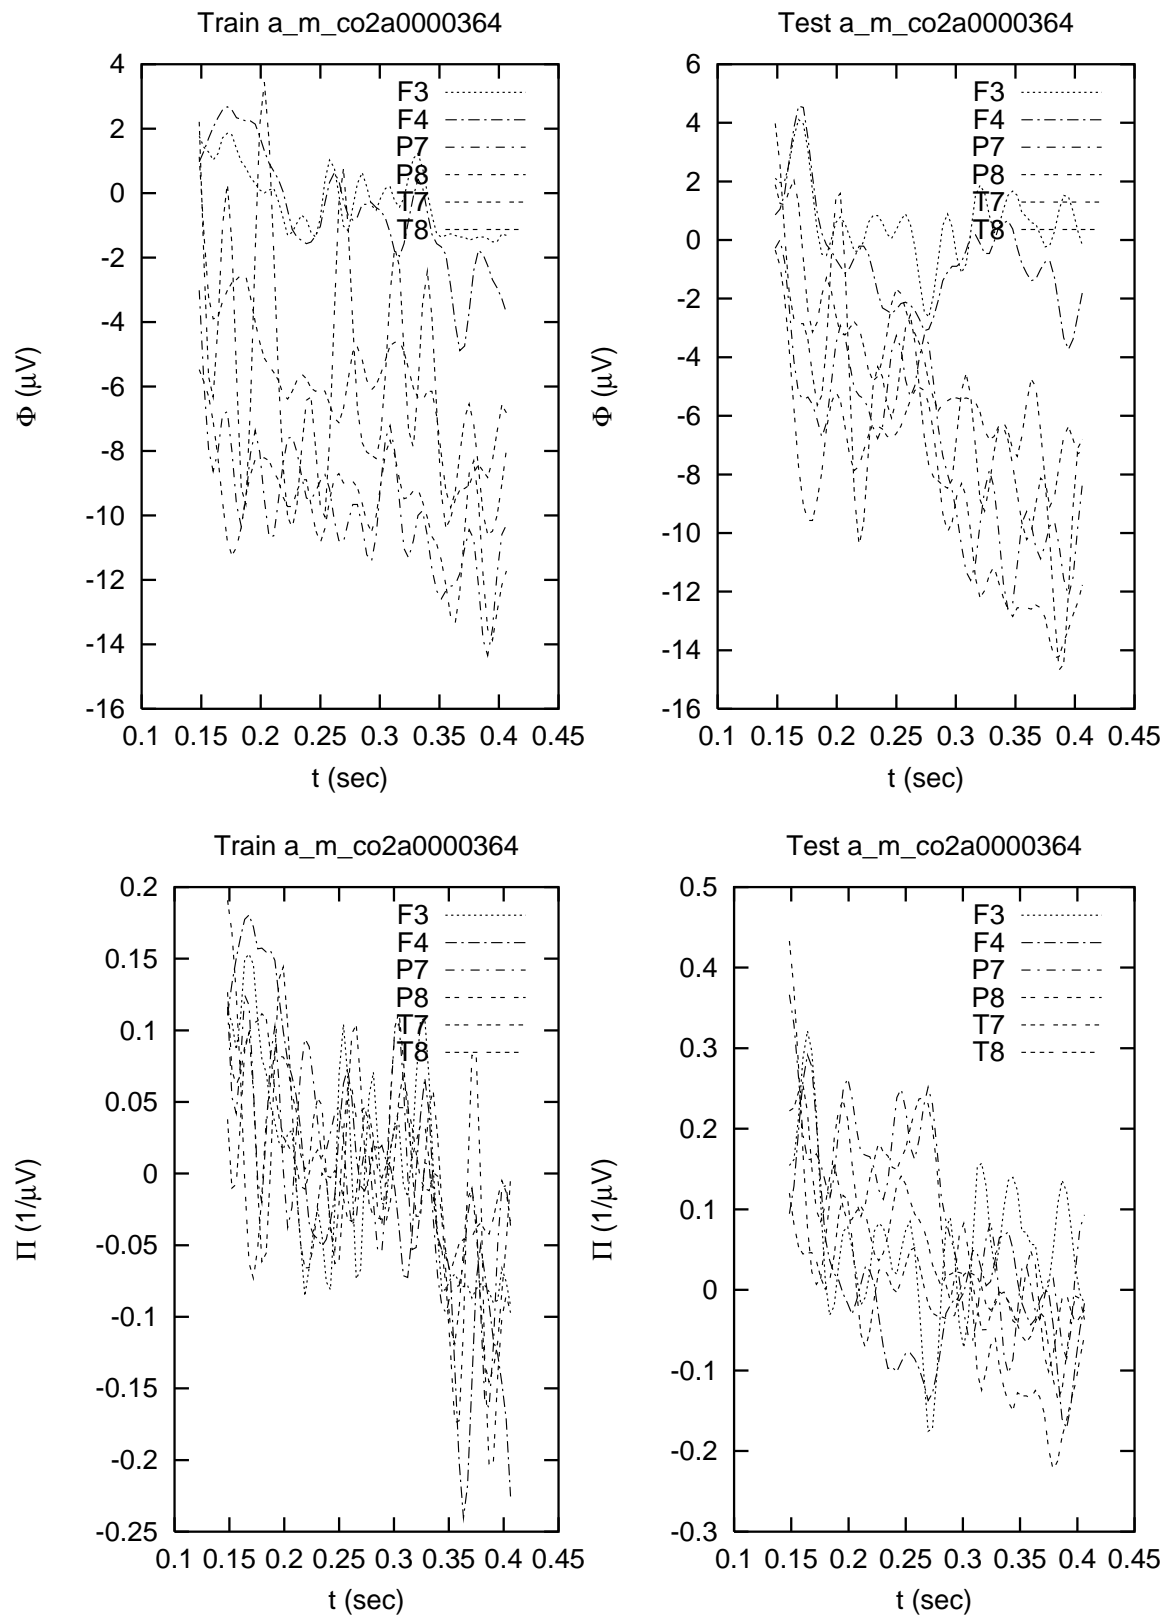 Train a_m_co2a0000364
4
2
0
-2
-4
-6
-8
-10
-12
-14
-16
0.1 0.15 0.2 0.25 0.3 0.35 0.4 0.45
Φ (μV)
t (sec)
F3
F4
P7
P8
T7
T8
Test a_m_co2a0000364
6
4
2
0
-2
-4
-6
-8
-10
-12
-14
-16
0.1 0.15 0.2 0.25 0.3 0.35 0.4 0.45
Φ (μV)
t (sec)
F3
F4
P7
P8
T7
T8
Train a_m_co2a0000364
0.2
0.15
0.1
0.05
0
-0.05
-0.1
-0.15
-0.2
-0.25
0.1 0.15 0.2 0.25 0.3 0.35 0.4 0.45
Π (1/μV)
t (sec)
F3
F4
P7
P8
T7
T8
Test a_m_co2a0000364
0.5
0.4
0.3
0.2
0.1
0
-0.1
-0.2
-0.3
0.1 0.15 0.2 0.25 0.3 0.35 0.4 0.45
Π (1/μV)
t (sec)
F3
F4
P7
P8
T7
T8